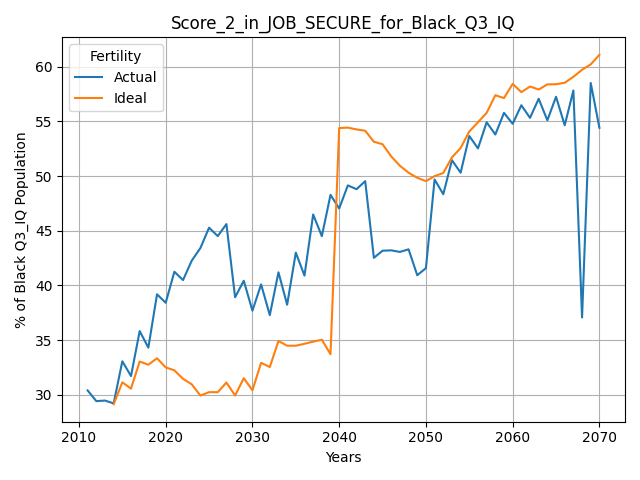 Score_2_in_JOB_SECURE_for_Black_Q3_IQ
Fertility
Actual
Ideal
% of Black Q3_IQ Population
60
55
50
45
40
35
30
2010 2020 2030 2040 2050 2060 2070
Years